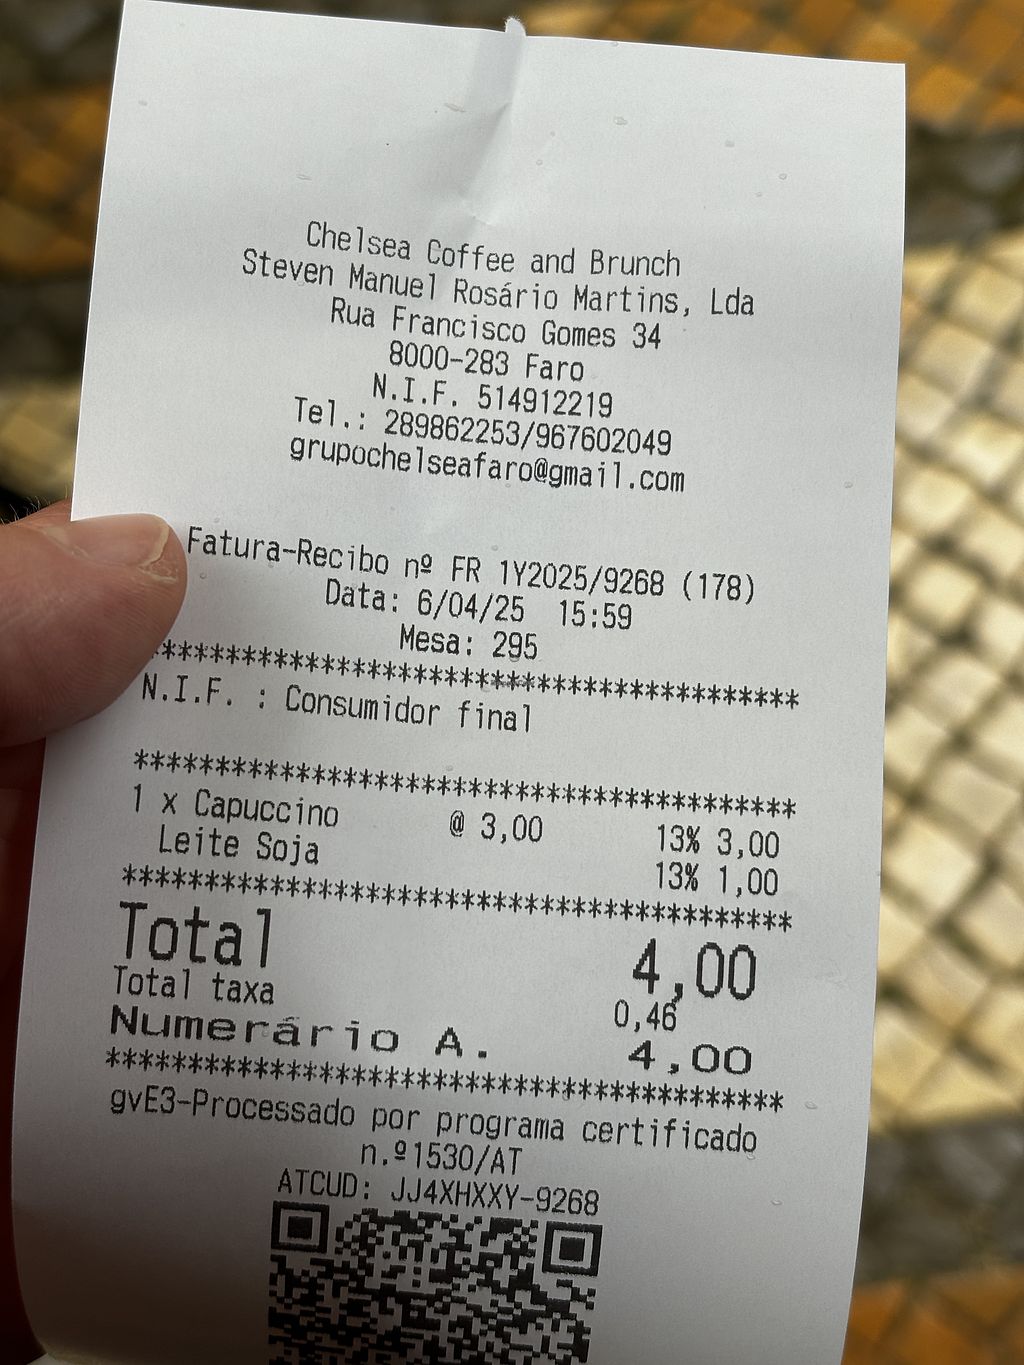 Chelsea Coffee and Brunch
Steven Manuel Rosário Martins, Lda
Rua Francisco Gomes 34
8000-283 Faro
N.I.F. 514912219
Tel.: 289862253/967602049
grupochelseafaro@gmail.com
Fatura-Recibo nº FR 1Y2025/9268 (178)
Data: 6/04/25 15:59
Mesa: 295
****************************************
N.I.F. : Consumidor final
****************************************
1 x Capuccino @ 3,00 13% 3,00
Leite Soja 13% 1,00
****************************************
Total 4,00
Total taxa 0,46
Numerário A. 4,00
****************************************
gvE3-Processado por programa certificado
n.º1530/AT
ATCUD: JJ4XHXXY-9268